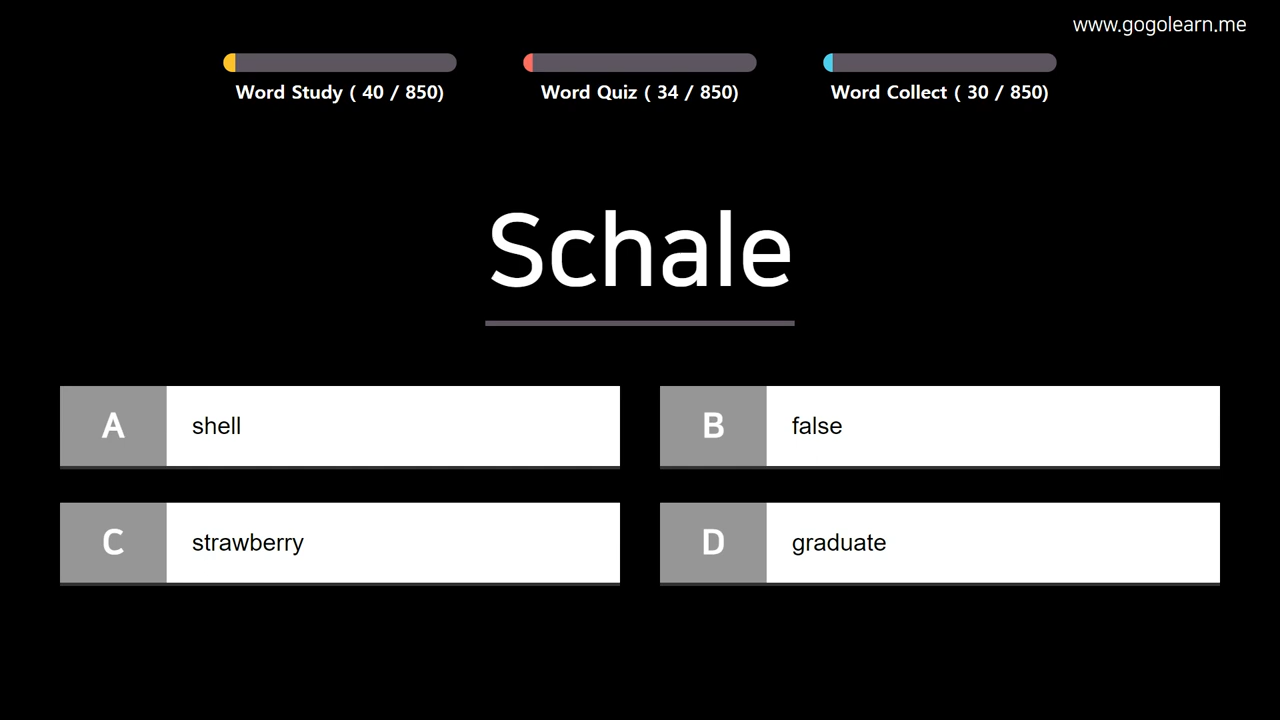 www.gogolearn.me
Word Study ( 40 / 850)
Word Quiz ( 34 / 850)
Word Collect ( 30 / 850)
Schale
A shell
B false
C strawberry
D graduate